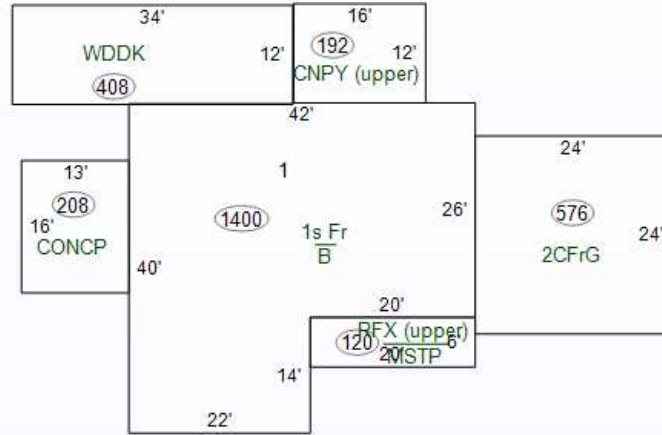 34'
16'
WDDK
12'
192
12'
408
CNPY (upper)
42'
24'
13'
1
208
16'
1400
26'
576
CONCP
1s Fr
B
24'
2CFrG
40'
20'
RFX (upper)
120
6'
20'
MSTP
14'
22'